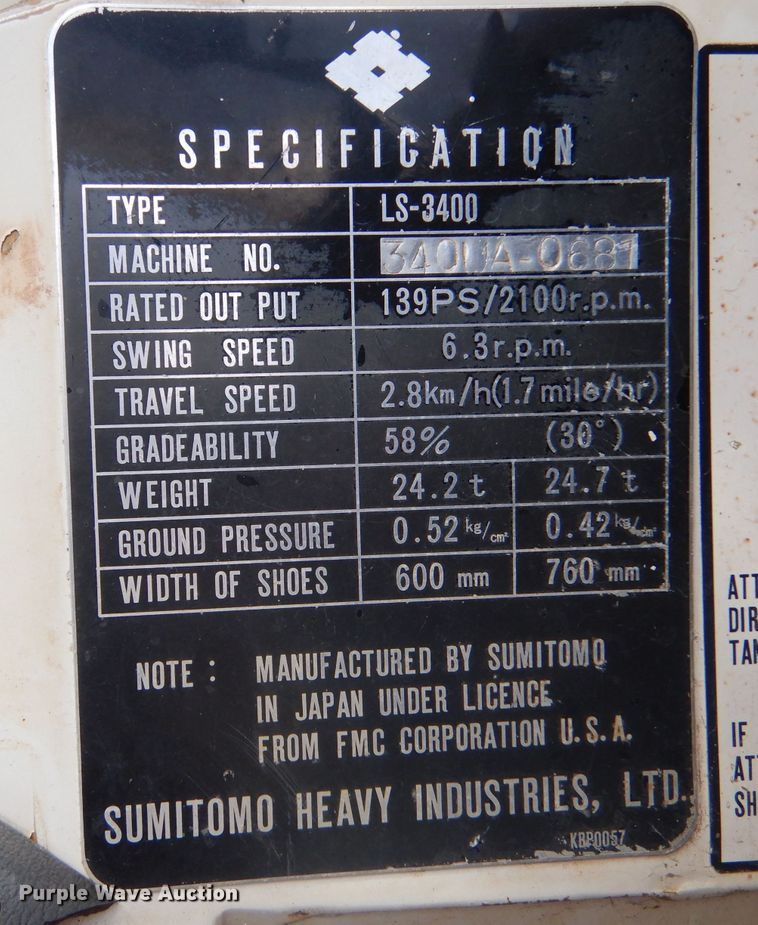 SPECIFICATION
TYPE LS-3400
MACHINE NO. 340UA-0681
RATED OUT PUT 139PS/2100r.p.m.
SWING SPEED 6.3r.p.m.
TRAVEL SPEED 2.8km/h(1.7mile/hr)
GRADEABILITY 58% (30°)
WEIGHT 24.2 t 24.7 t
GROUND PRESSURE 0.52 kg/cm² 0.42 kg/cm²
WIDTH OF SHOES 600 mm 760 mm
NOTE : MANUFACTURED BY SUMITOMO
IN JAPAN UNDER LICENCE
FROM FMC CORPORATION U.S.A.
SUMITOMO HEAVY INDUSTRIES, LTD.
KBP0057
ATT
DIR
TAN
IF
ATT
SH
Purple Wave Auction